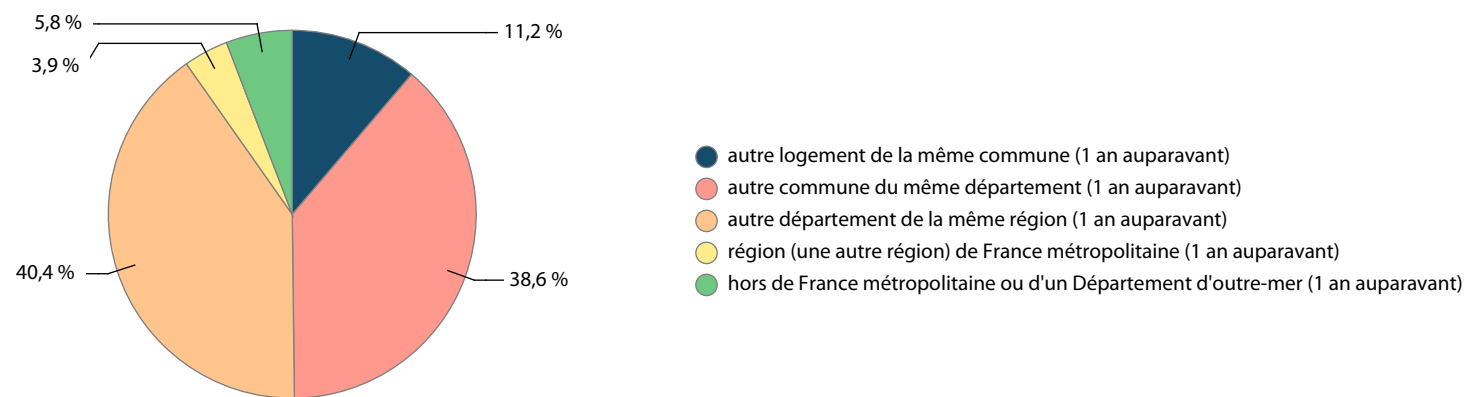 5,8 %
11,2 %
3,9 %
40,4 %
38,6 %
autre logement de la même commune (1 an auparavant)
autre commune du même département (1 an auparavant)
autre département de la même région (1 an auparavant)
région (une autre région) de France métropolitaine (1 an auparavant)
hors de France métropolitaine ou d'un Département d'outre-mer (1 an auparavant)